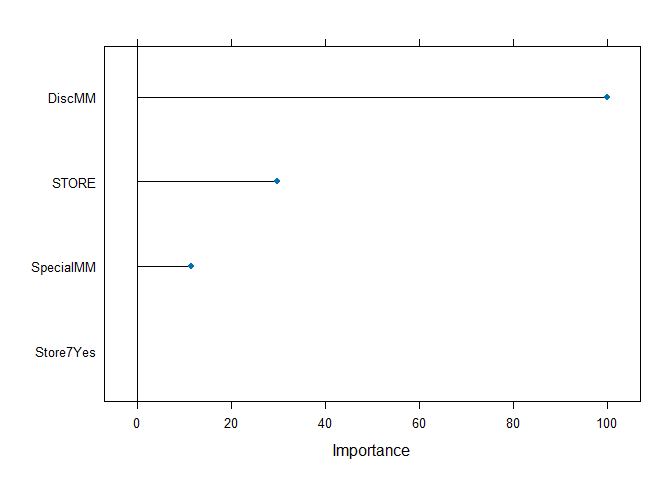 DiscMM
STORE
SpecialMM
Store7Yes
0 20 40 60 80 100
Importance